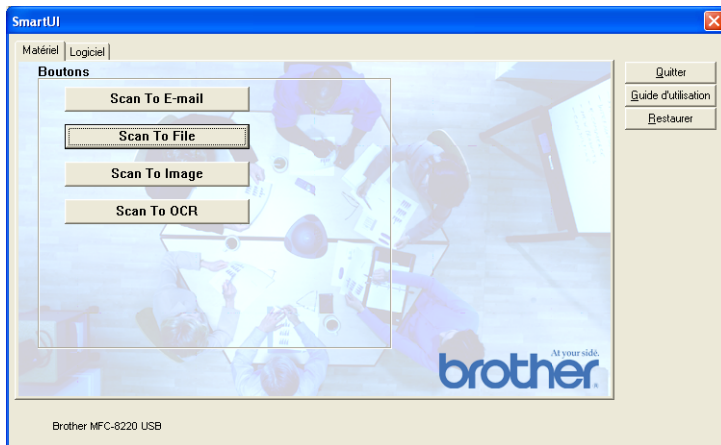 SmartUI
Matériel
Logiciel
Boutons
Scan To E-mail
Scan To File
Scan To Image
Scan To OCR
Quitter
Guide d'utilisation
Restaurer
At your side.
brother
Brother MFC-8220 USB